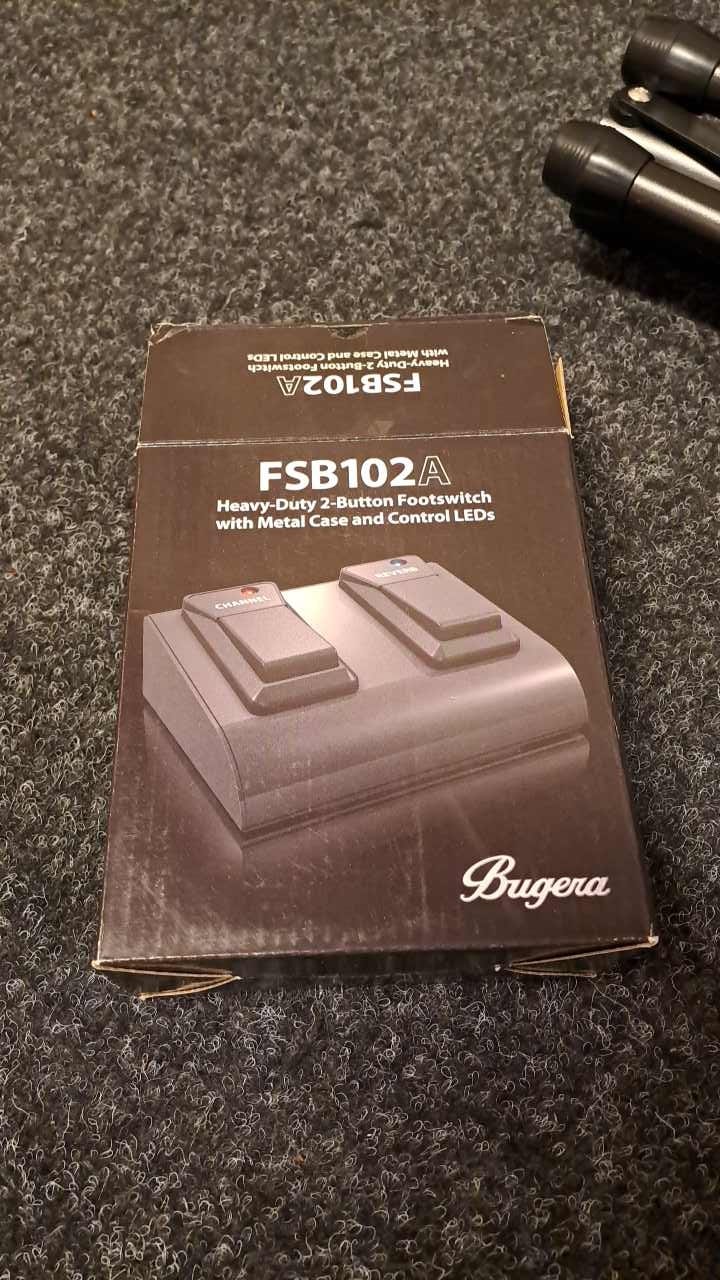 FSB102A
Heavy-Duty 2-Button Footswitch
with Metal Case and Control LEDs
FSB102A
Heavy-Duty 2-Button Footswitch
with Metal Case and Control LEDs
CHANNEL
REVERB
Bugera